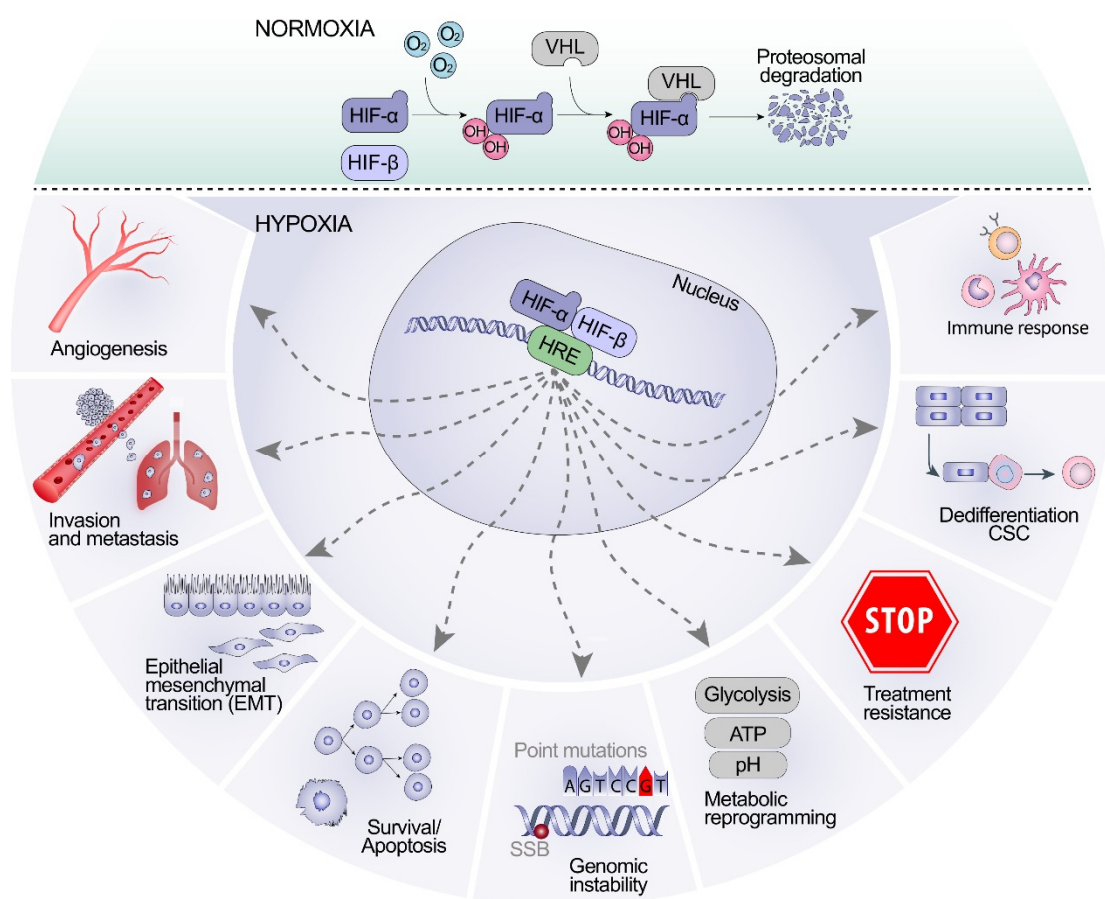 NORMOXIA
O2
O2
O2
VHL
HIF-α
HIF-β
OH
OH
HIF-α
VHL
HIF-α
OH
OH
Proteosomal
degradation
HYPOXIA
Nucleus
HIF-α
HIF-β
HRE
Angiogenesis
Invasion
and metastasis
Epithelial
mesenchymal
transition (EMT)
Survival/
Apoptosis
Point mutations
AGTCCGT
SSB
Genomic
instability
Glycolysis
ATP
pH
Metabolic
reprogramming
STOP
Treatment
resistance
Dedifferentiation
CSC
Immune response